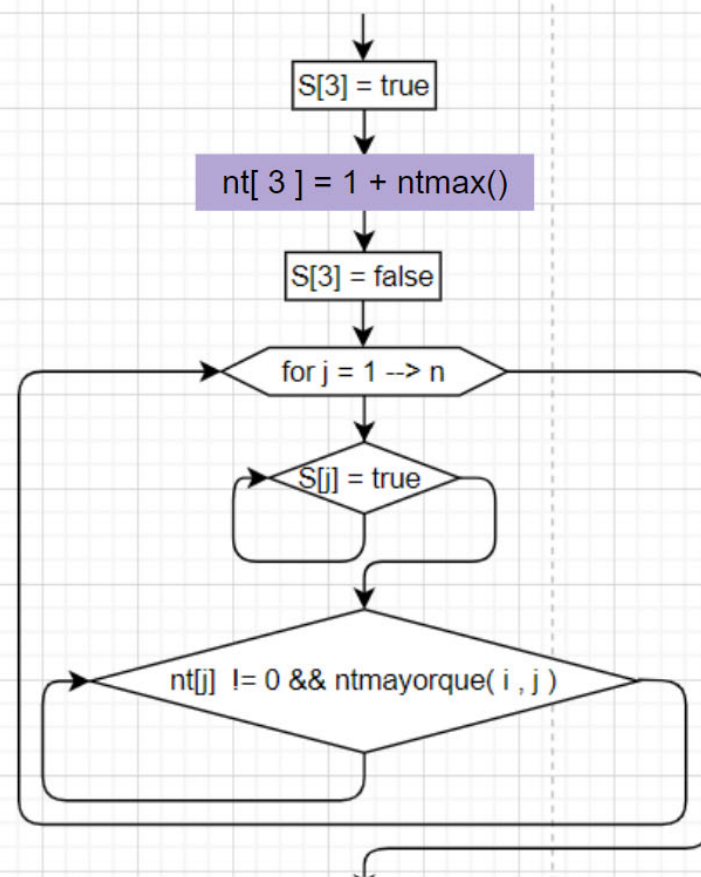 S[3] = true
nt[ 3 ] = 1 + ntmax()
S[3] = false
for j = 1 --> n
S[j] = true
nt[j]  != 0 && ntmayorque( i , j )